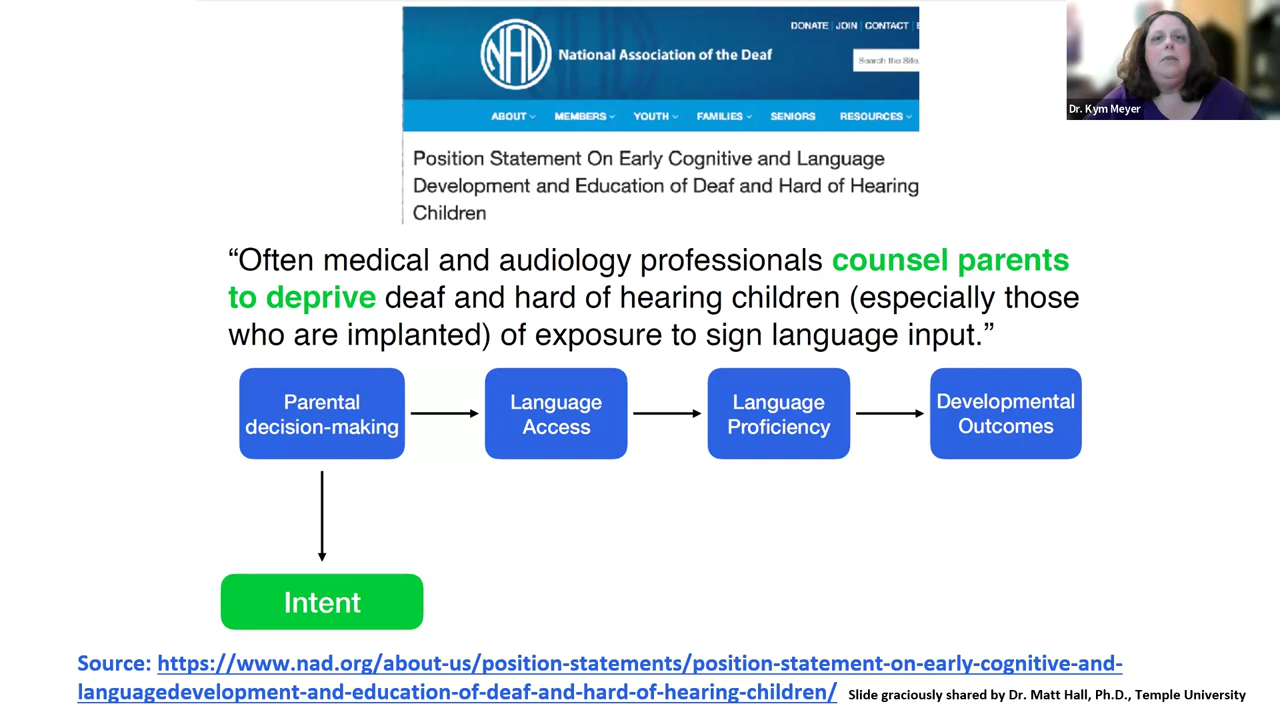 DONATE | JOIN | CONTACT |
NAD
National Association of the Deaf
Search the Site
ABOUT MEMBERS YOUTH FAMILIES SENIORS RESOURCES
Dr. Kym Meyer
Position Statement On Early Cognitive and Language
Development and Education of Deaf and Hard of Hearing
Children
“Often medical and audiology professionals counsel parents
to deprive deaf and hard of hearing children (especially those
who are implanted) of exposure to sign language input.”
Parental
decision-making
Language
Access
Language
Proficiency
Developmental
Outcomes
Intent
Source: https://www.nad.org/about-us/position-statements/position-statement-on-early-cognitive-and-
languagedevelopment-and-education-of-deaf-and-hard-of-hearing-children/ Slide graciously shared by Dr. Matt Hall, Ph.D., Temple University